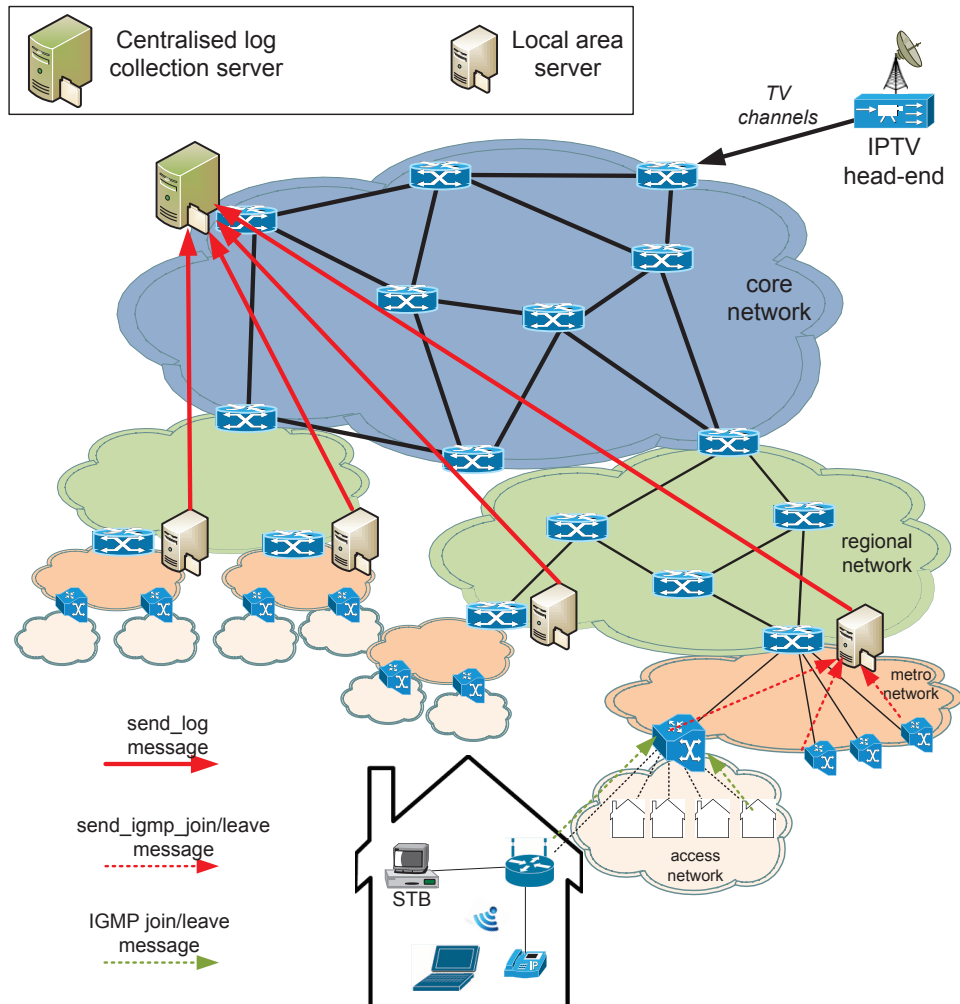 Centralised log
collection server
Local area
server
TV
channels
IPTV
head-end
core
network
regional
network
metro
network
send_log
message
send_igmp_join/leave
message
access
network
STB
IP
IGMP join/leave
message